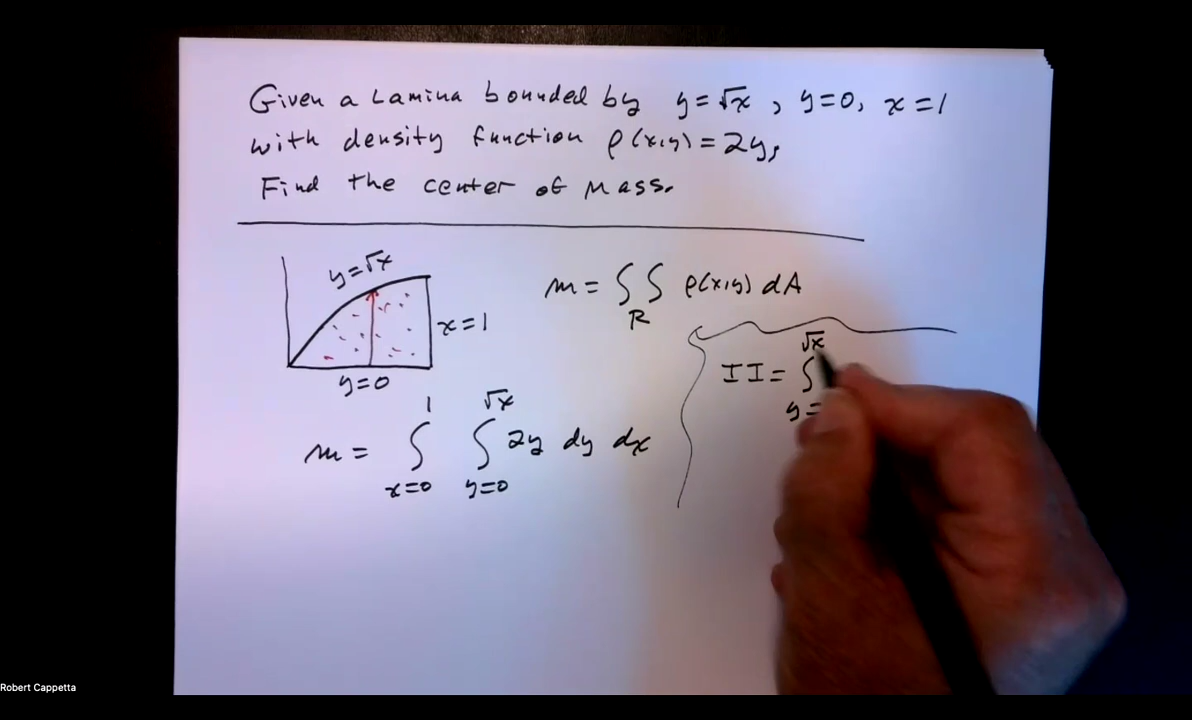 Given a Lamina bounded by y=√x, y=0, x=1
with density function ρ(x,y)=2y,
Find the center of Mass.
y=√x
x=1
y=0
m = ∫∫_R ρ(x,y) dA
m = ∫_{x=0}^{1} ∫_{y=0}^{√x} 2y dy dx
II = ∫_{y=}^{√x}
Robert Cappetta